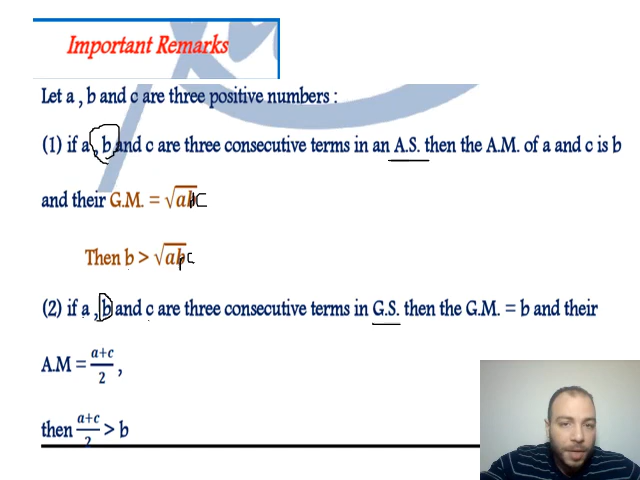 Important Remarks
Let a , b and c are three positive numbers :
(1) if a , b and c are three consecutive terms in an A.S. then the A.M. of a and c is b
and their G.M. = √ab c
Then b > √ab c
(2) if a , b and c are three consecutive terms in G.S. then the G.M. = b and their
A.M = a+c/2 ,
then a+c/2 > b